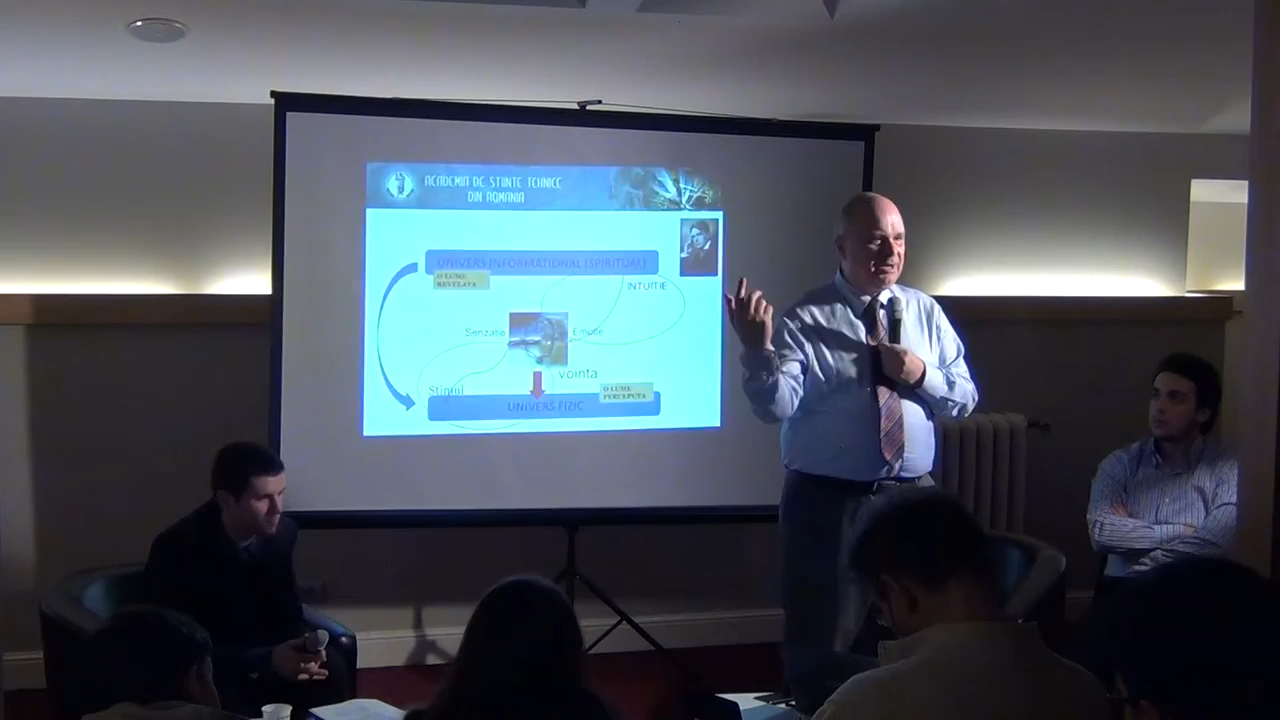 ACADEMIA DE STIINTE TEHNICE
DIN ROMANIA
UNIVERS INFORMATIONAL (SPIRITUAL)
O LUME
REVELATA
INTUITIE
Senzatie
Emotie
vointa
Stimul
O LUME
PERCEPUTA
UNIVERS FIZIC